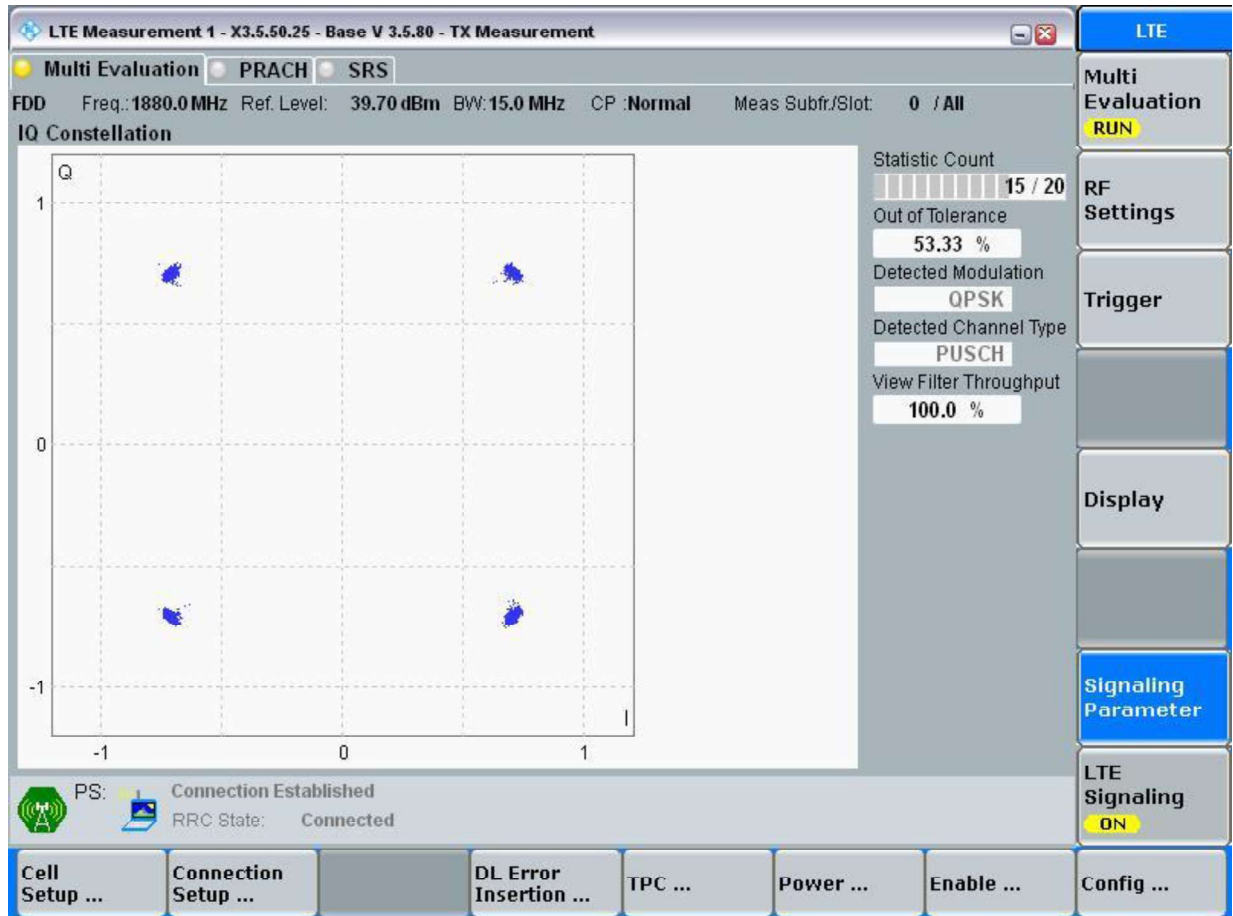 LTE Measurement 1 - X3.5.50.25 - Base V 3.5.80 - TX Measurement
LTE
Multi Evaluation PRACH SRS
FDD Freq.: 1880.0 MHz Ref. Level: 39.70 dBm BW: 15.0 MHz CP : Normal Meas Subfr./Slot: 0 / All
IQ Constellation
Q
1
0
-1
-1 0 1
I
Statistic Count
15 / 20
Out of Tolerance
53.33 %
Detected Modulation
QPSK
Detected Channel Type
PUSCH
View Filter Throughput
100.0 %
Multi
Evaluation
RUN
RF
Settings
Trigger
Display
Signaling
Parameter
LTE
Signaling
ON
PS: Connection Established
RRC State: Connected
Cell
Setup ...
Connection
Setup ...
DL Error
Insertion ...
TPC ...
Power ...
Enable ...
Config ...